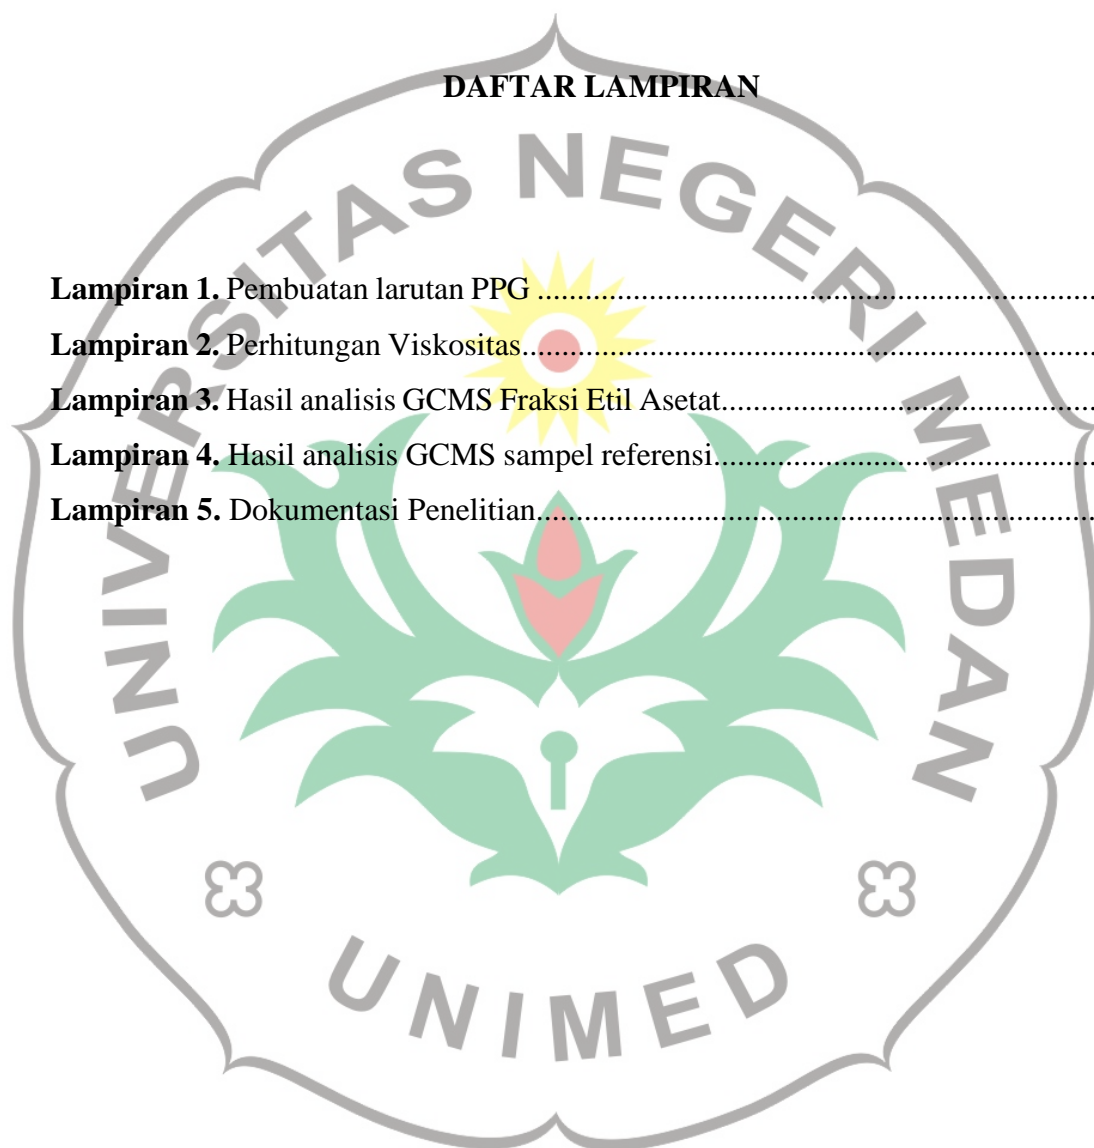 DAFTAR LAMPIRAN
UNIVERSITAS NEGERI MEDAN
Lampiran 1. Pembuatan larutan PPG ......................................................................
Lampiran 2. Perhitungan Viskositas........................................................................
Lampiran 3. Hasil analisis GCMS Fraksi Etil Asetat...............................................
Lampiran 4. Hasil analisis GCMS sampel referensi................................................
Lampiran 5. Dokumentasi Penelitian......................................................................
UNIMED